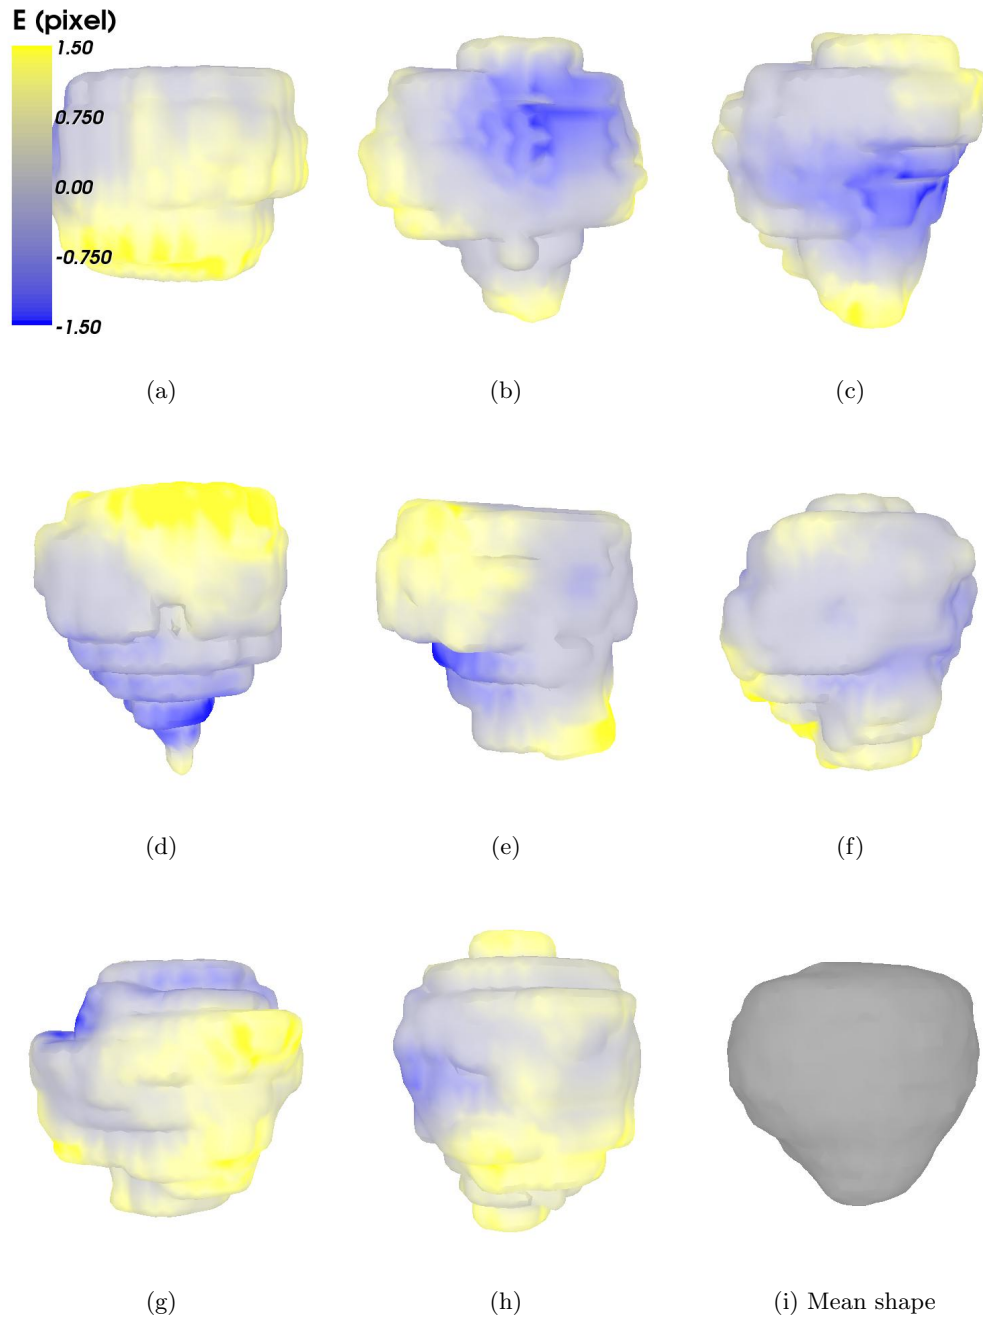 E (pixel)
1.50
0.750
0.00
-0.750
-1.50
(a)
(b)
(c)
(d)
(e)
(f)
(g)
(h)
(i) Mean shape